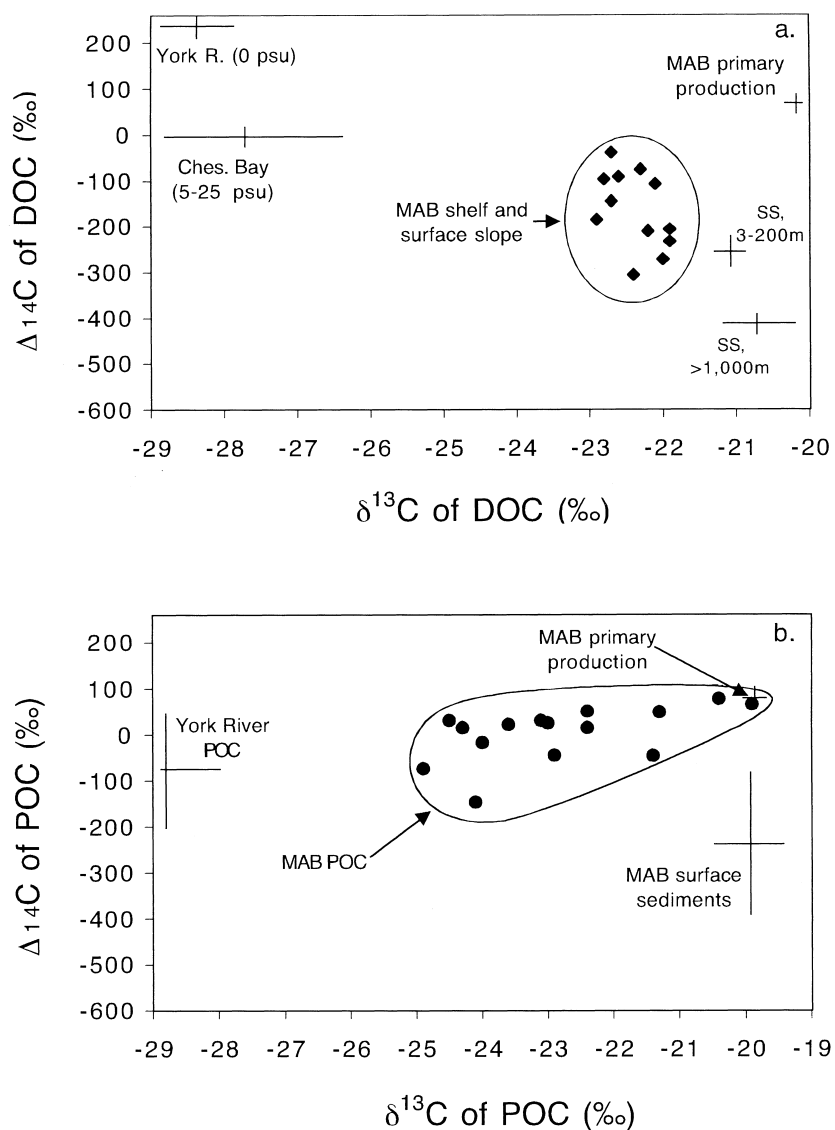 a.
200
100
0
-100
-200
-300
-400
-500
-600
Δ14C of DOC (‰)
York R. (0 psu)
Ches. Bay
(5-25 psu)
MAB primary
production
MAB shelf and
surface slope
SS,
3-200m
SS,
>1,000m
-29 -28 -27 -26 -25 -24 -23 -22 -21 -20
δ13C of DOC (‰)
b.
200
100
0
-100
-200
-300
-400
-500
-600
Δ14C of POC (‰)
MAB primary
production
York River
POC
MAB POC
MAB surface
sediments
-29 -28 -27 -26 -25 -24 -23 -22 -21 -20 -19
δ13C of POC (‰)